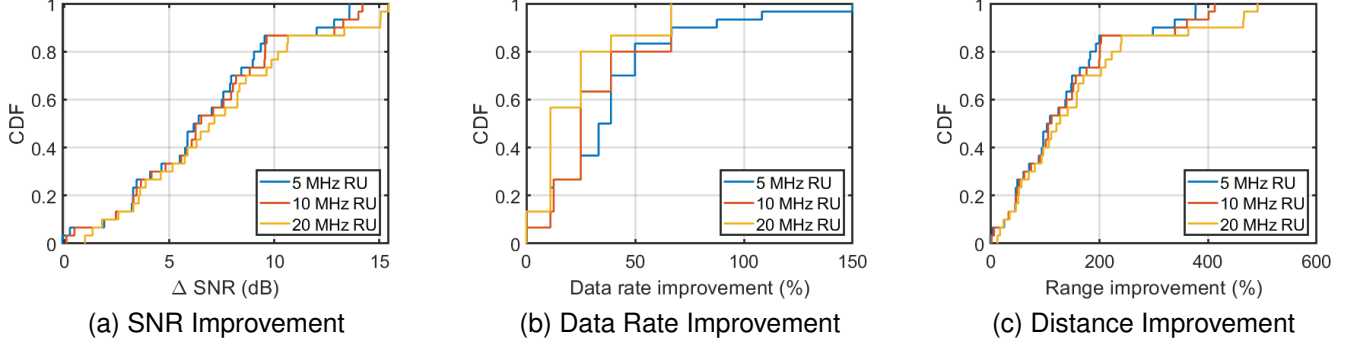 1
0.8
0.6
0.4
0.2
0
CDF
0
5
10
15
Δ SNR (dB)
5 MHz RU
10 MHz RU
20 MHz RU
(a) SNR Improvement
1
0.8
0.6
0.4
0.2
0
CDF
0
50
100
150
Data rate improvement (%)
5 MHz RU
10 MHz RU
20 MHz RU
(b) Data Rate Improvement
1
0.8
0.6
0.4
0.2
0
CDF
0
200
400
600
Range improvement (%)
5 MHz RU
10 MHz RU
20 MHz RU
(c) Distance Improvement